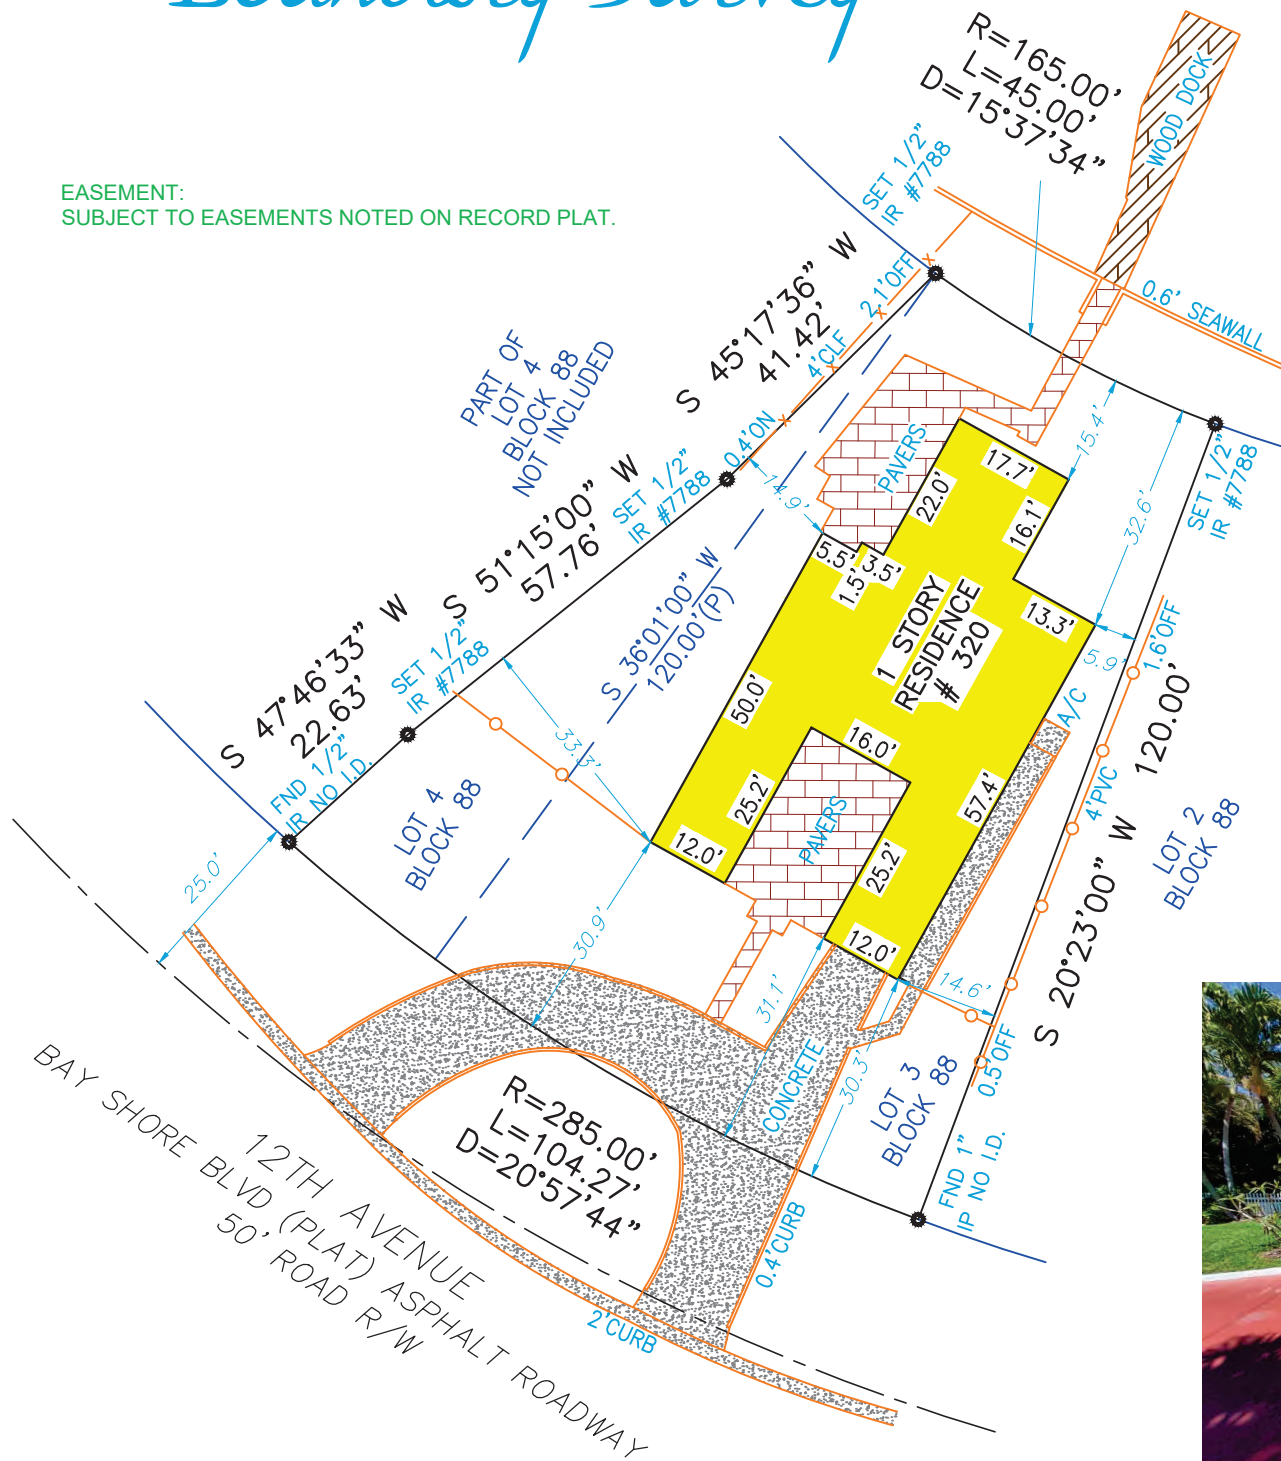 Boundary Survey
R=165.00'
L=45.00'
D=15°37'34"
WOOD DOCK
SET 1/2"
IR #7788
EASEMENT:
SUBJECT TO EASEMENTS NOTED ON RECORD PLAT.
0.6' SEAWALL
S 45°17'36" W
41.42'
2.1'OFF
4'CLF
0.4'ON
PART OF
LOT 4
BLOCK 88
NOT INCLUDED
SET 1/2"
IR #7788
15.4'
32.6'
SET 1/2"
IR #7788
PAVERS
17.7'
22.0'
16.1'
14.9'
5.5'
3.5'
1.5'
13.3'
5.9'
1.6'OFF
S 51°15'00" W
57.76'
S 36°01'00" W
120.00'(P)
1 STORY
RESIDENCE
# 320
S 47°46'33" W
22.63'
SET 1/2"
IR #7788
50.0'
33.3'
A/C
16.0'
25.2'
57.4'
4'PVC
S 20°23'00" W 120.00'
LOT 2
BLOCK 88
FND 1/2"
IR NO I.D.
LOT 4
BLOCK 88
12.0'
PAVERS
25.2'
25.0'
30.9'
12.0'
14.6'
31.1'
0.5'OFF
CONCRETE
30.3'
LOT 3
BLOCK 88
R=285.00'
L=104.27'
D=20°57'44"
FND 1"
IP NO I.D.
12TH AVENUE
BAY SHORE BLVD (PLAT) ASPHALT ROADWAY
50' ROAD R/W
0.4'CURB
2'CURB